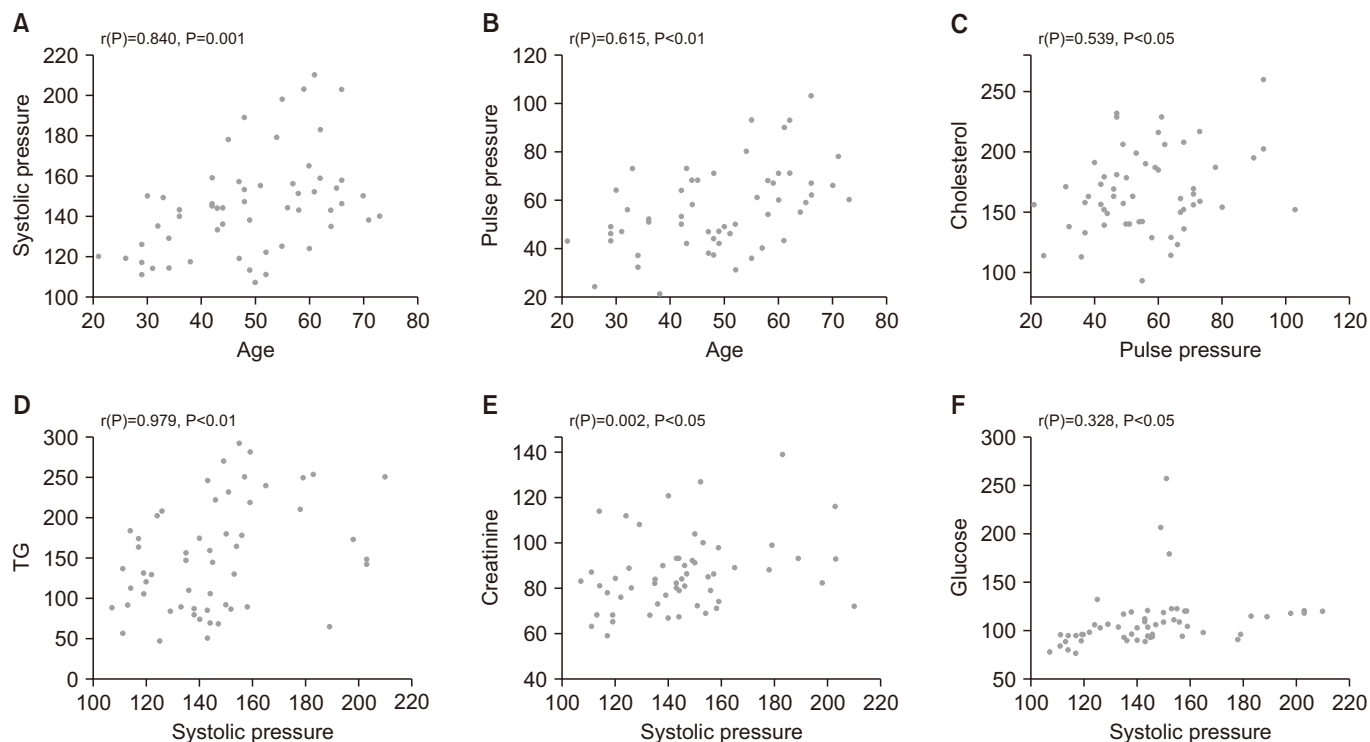 A
r(P)=0.840, P=0.001
Systolic pressure
220
200
180
160
140
120
100
20 30 40 50 60 70 80
Age
B
r(P)=0.615, P<0.01
Pulse pressure
120
100
80
60
40
20
20 30 40 50 60 70 80
Age
C
r(P)=0.539, P<0.05
Cholesterol
250
200
150
100
20 40 60 80 100 120
Pulse pressure
D
r(P)=0.979, P<0.01
TG
300
250
200
150
100
50
0
100 120 140 160 180 200 220
Systolic pressure
E
r(P)=0.002, P<0.05
Creatinine
140
120
100
80
60
40
100 120 140 160 180 200 220
Systolic pressure
F
r(P)=0.328, P<0.05
Glucose
300
250
200
150
100
50
100 120 140 160 180 200 220
Systolic pressure